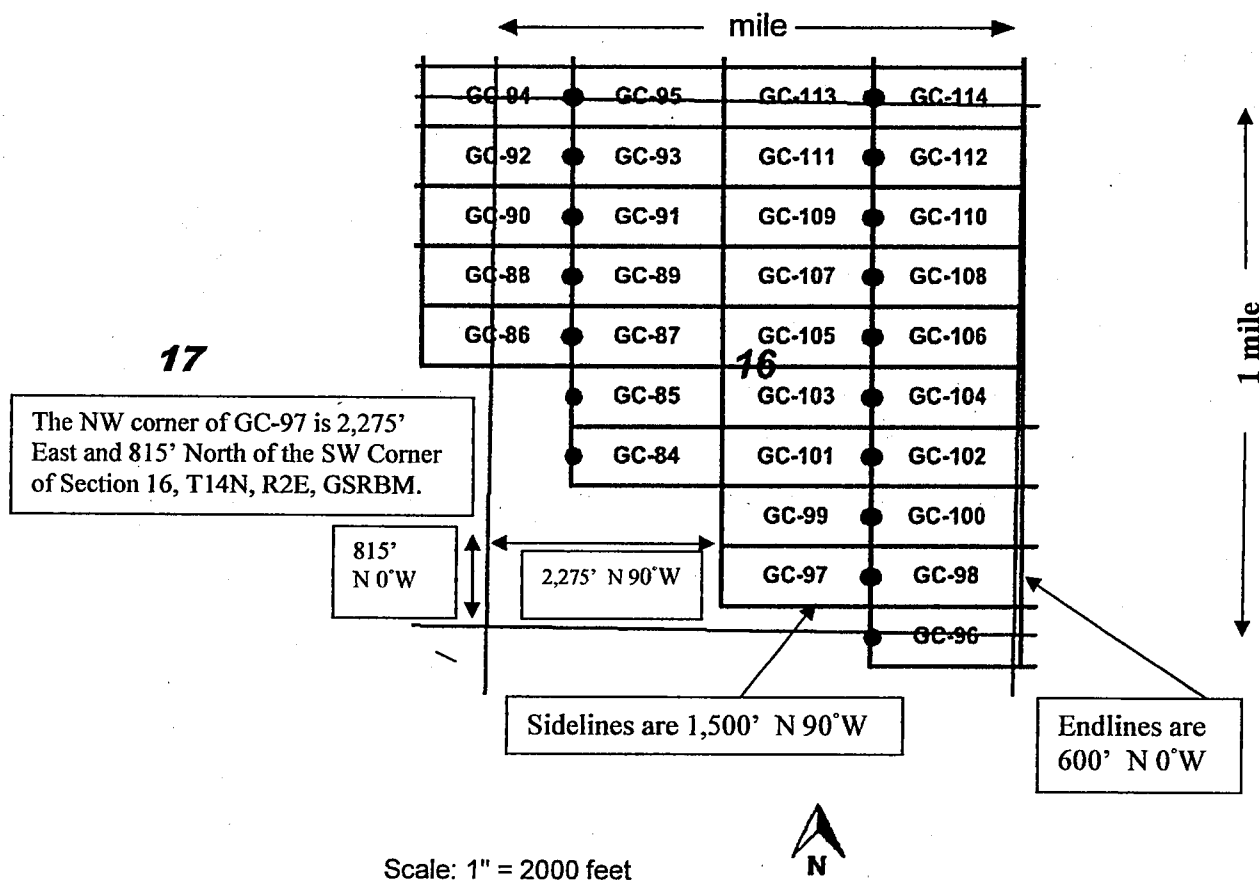 mile
GC-94 GC-95 GC-113 GC-114
GC-92 GC-93 GC-111 GC-112
GC-90 GC-91 GC-109 GC-110
GC-88 GC-89 GC-107 GC-108
GC-86 GC-87 GC-105 GC-106
1 mile
17
16
GC-85 GC-103 GC-104
GC-84 GC-101 GC-102
GC-99 GC-100
GC-97 GC-98
GC-96
The NW corner of GC-97 is 2,275'
East and 815' North of the SW Corner
of Section 16, T14N, R2E, GSRBM.
815'
N 0°W
2,275' N 90°W
Sidelines are 1,500' N 90°W
Endlines are
600' N 0°W
N
Scale: 1" = 2000 feet